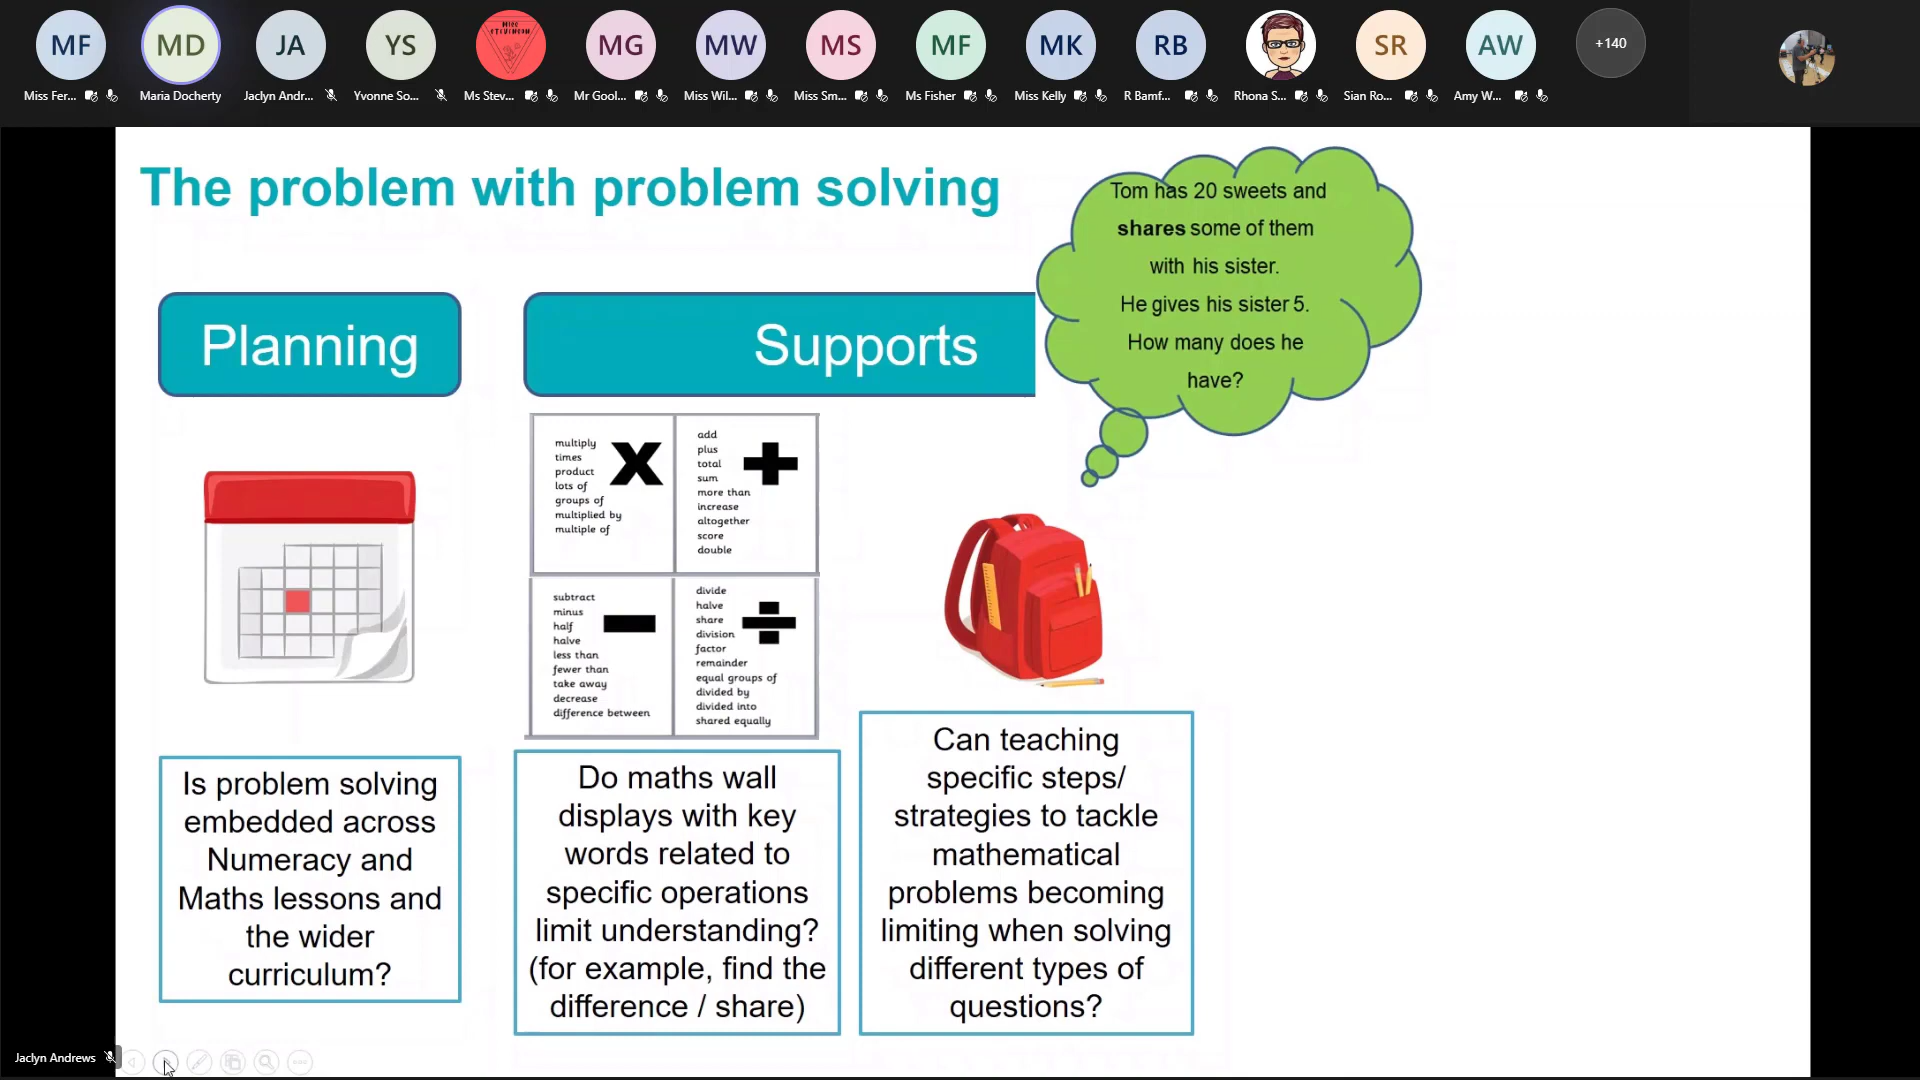 MF
MD
JA
YS
MISS
STEVENSON
MG
MW
MS
MF
MK
RB
SR
AW
+140
Miss Fer...
Maria Docherty
Jaclyn Andr...
Yvonne So...
Ms Stev...
Mr Gool...
Miss Wil...
Miss Sm...
Ms Fisher
Miss Kelly
R Bamf...
Rhona S...
Sian Ro...
Amy W...
The problem with problem solving
Tom has 20 sweets and
shares some of them
with his sister.
He gives his sister 5.
How many does he
have?
Planning
Supports
multiply
times
product
lots of
groups of
multiplied by
multiple of
X
add
plus
total
sum
more than
increase
altogether
score
double
+
subtract
minus
half
halve
less than
fewer than
take away
decrease
difference between
−
divide
halve
share
division
factor
remainder
equal groups of
divided by
divided into
shared equally
÷
Is problem solving
embedded across
Numeracy and
Maths lessons and
the wider
curriculum?
Do maths wall
displays with key
words related to
specific operations
limit understanding?
(for example, find the
difference / share)
Can teaching
specific steps/
strategies to tackle
mathematical
problems becoming
limiting when solving
different types of
questions?
Jaclyn Andrews